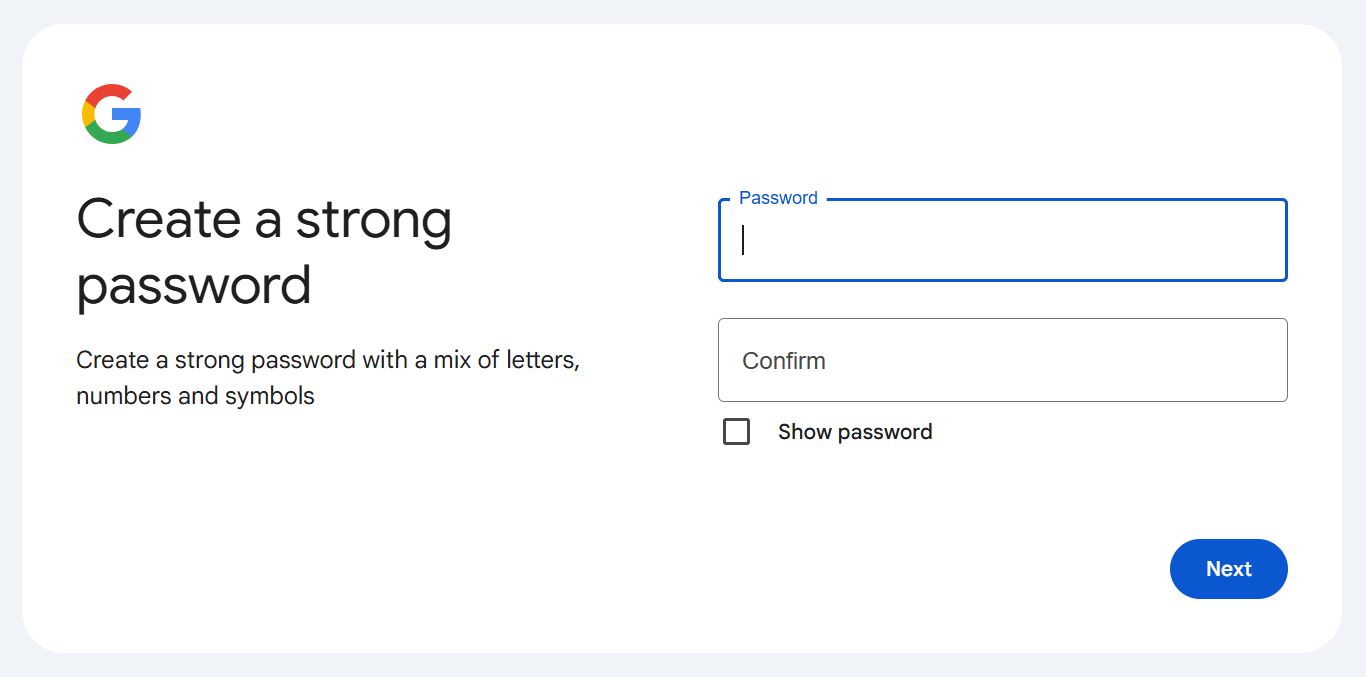 Create a strong
password
Create a strong password with a mix of letters,
numbers and symbols
Password
Confirm
Show password
Next